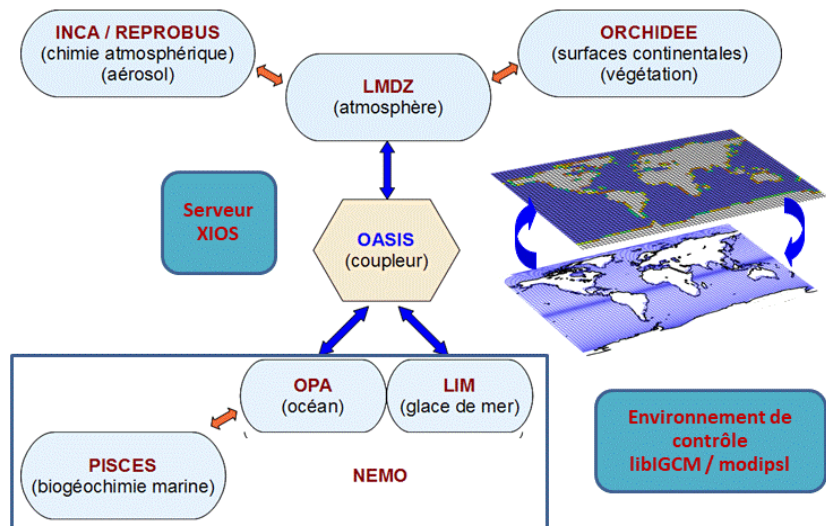 INCA / REPROBUS
(chimie atmosphérique)
(aérosol)
ORCHIDEE
(surfaces continentales)
(végétation)
LMDZ
(atmosphère)
Serveur
XIOS
OASIS
(coupleur)
OPA
(océan)
LIM
(glace de mer)
PISCES
(biogéochimie marine)
NEMO
Environnement de
contrôle
libIGCM / modipsl